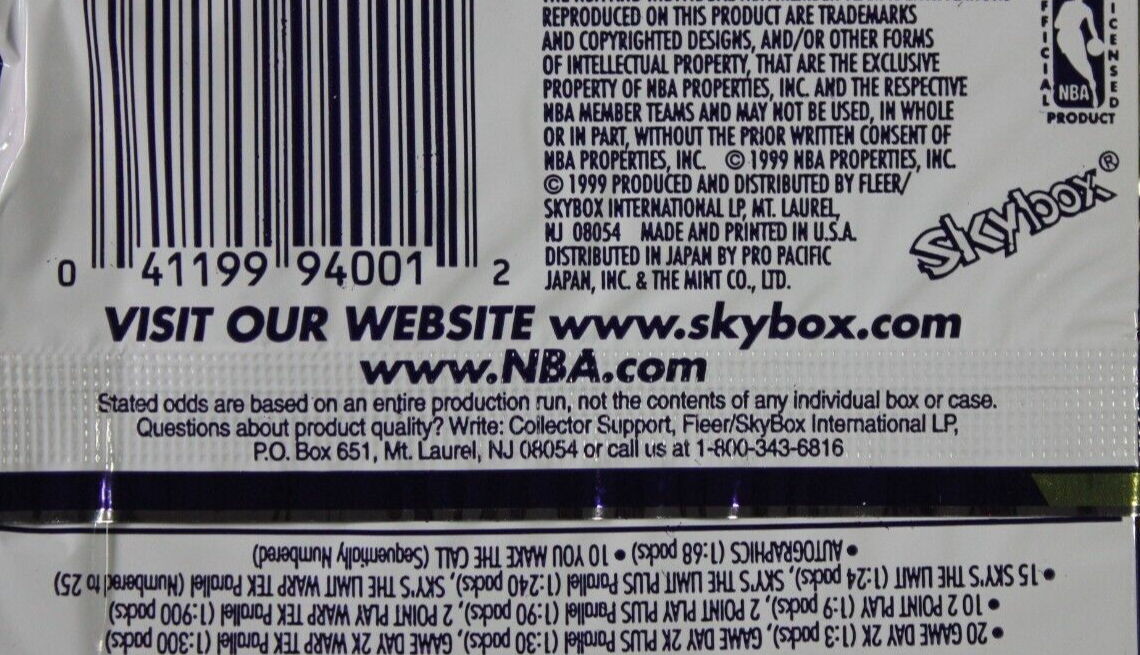 REPRODUCED ON THIS PRODUCT ARE TRADEMARKS
AND COPYRIGHTED DESIGNS, AND/OR OTHER FORMS
OF INTELLECTUAL PROPERTY, THAT ARE THE EXCLUSIVE
PROPERTY OF NBA PROPERTIES, INC. AND THE RESPECTIVE
NBA MEMBER TEAMS AND MAY NOT BE USED, IN WHOLE
OR IN PART, WITHOUT THE PRIOR WRITTEN CONSENT OF
NBA PROPERTIES, INC. © 1999 NBA PROPERTIES, INC.
© 1999 PRODUCED AND DISTRIBUTED BY FLEER/
SKYBOX INTERNATIONAL LP, MT. LAUREL,
NJ 08054 MADE AND PRINTED IN U.S.A.
DISTRIBUTED IN JAPAN BY PRO PACIFIC
JAPAN, INC. & THE MINT CO., LTD.
FFICIAL
NBA
ICENSED
PRODUCT
Skybox®
0 41199 94001 2
VISIT OUR WEBSITE www.skybox.com
www.NBA.com
Stated odds are based on an entire production run, not the contents of any individual box or case.
Questions about product quality? Write: Collector Support, Fleer/SkyBox International LP,
P.O. Box 651, Mt. Laurel, NJ 08054 or call us at 1-800-343-6816
• 20 GAME DAY 2K (1:3 packs), GAME DAY 2K PLUS Parallel (1:30 packs), GAME DAY 2K WARP TEK Parallel (1:300 packs)
• 10 2 POINT PLAY (1:9 packs), 2 POINT PLAY PLUS Parallel (1:90 packs), 2 POINT PLAY WARP TEK Parallel (1:900 packs)
• 15 SKY'S THE LIMIT (1:24 packs), SKY'S THE LIMIT PLUS Parallel (1:240 packs), SKY'S THE LIMIT WARP TEK Parallel (Numbered to 25)
• AUTOGRAPHICS (1:68 packs) • 10 YOU MAKE THE CALL (Sequentially Numbered)